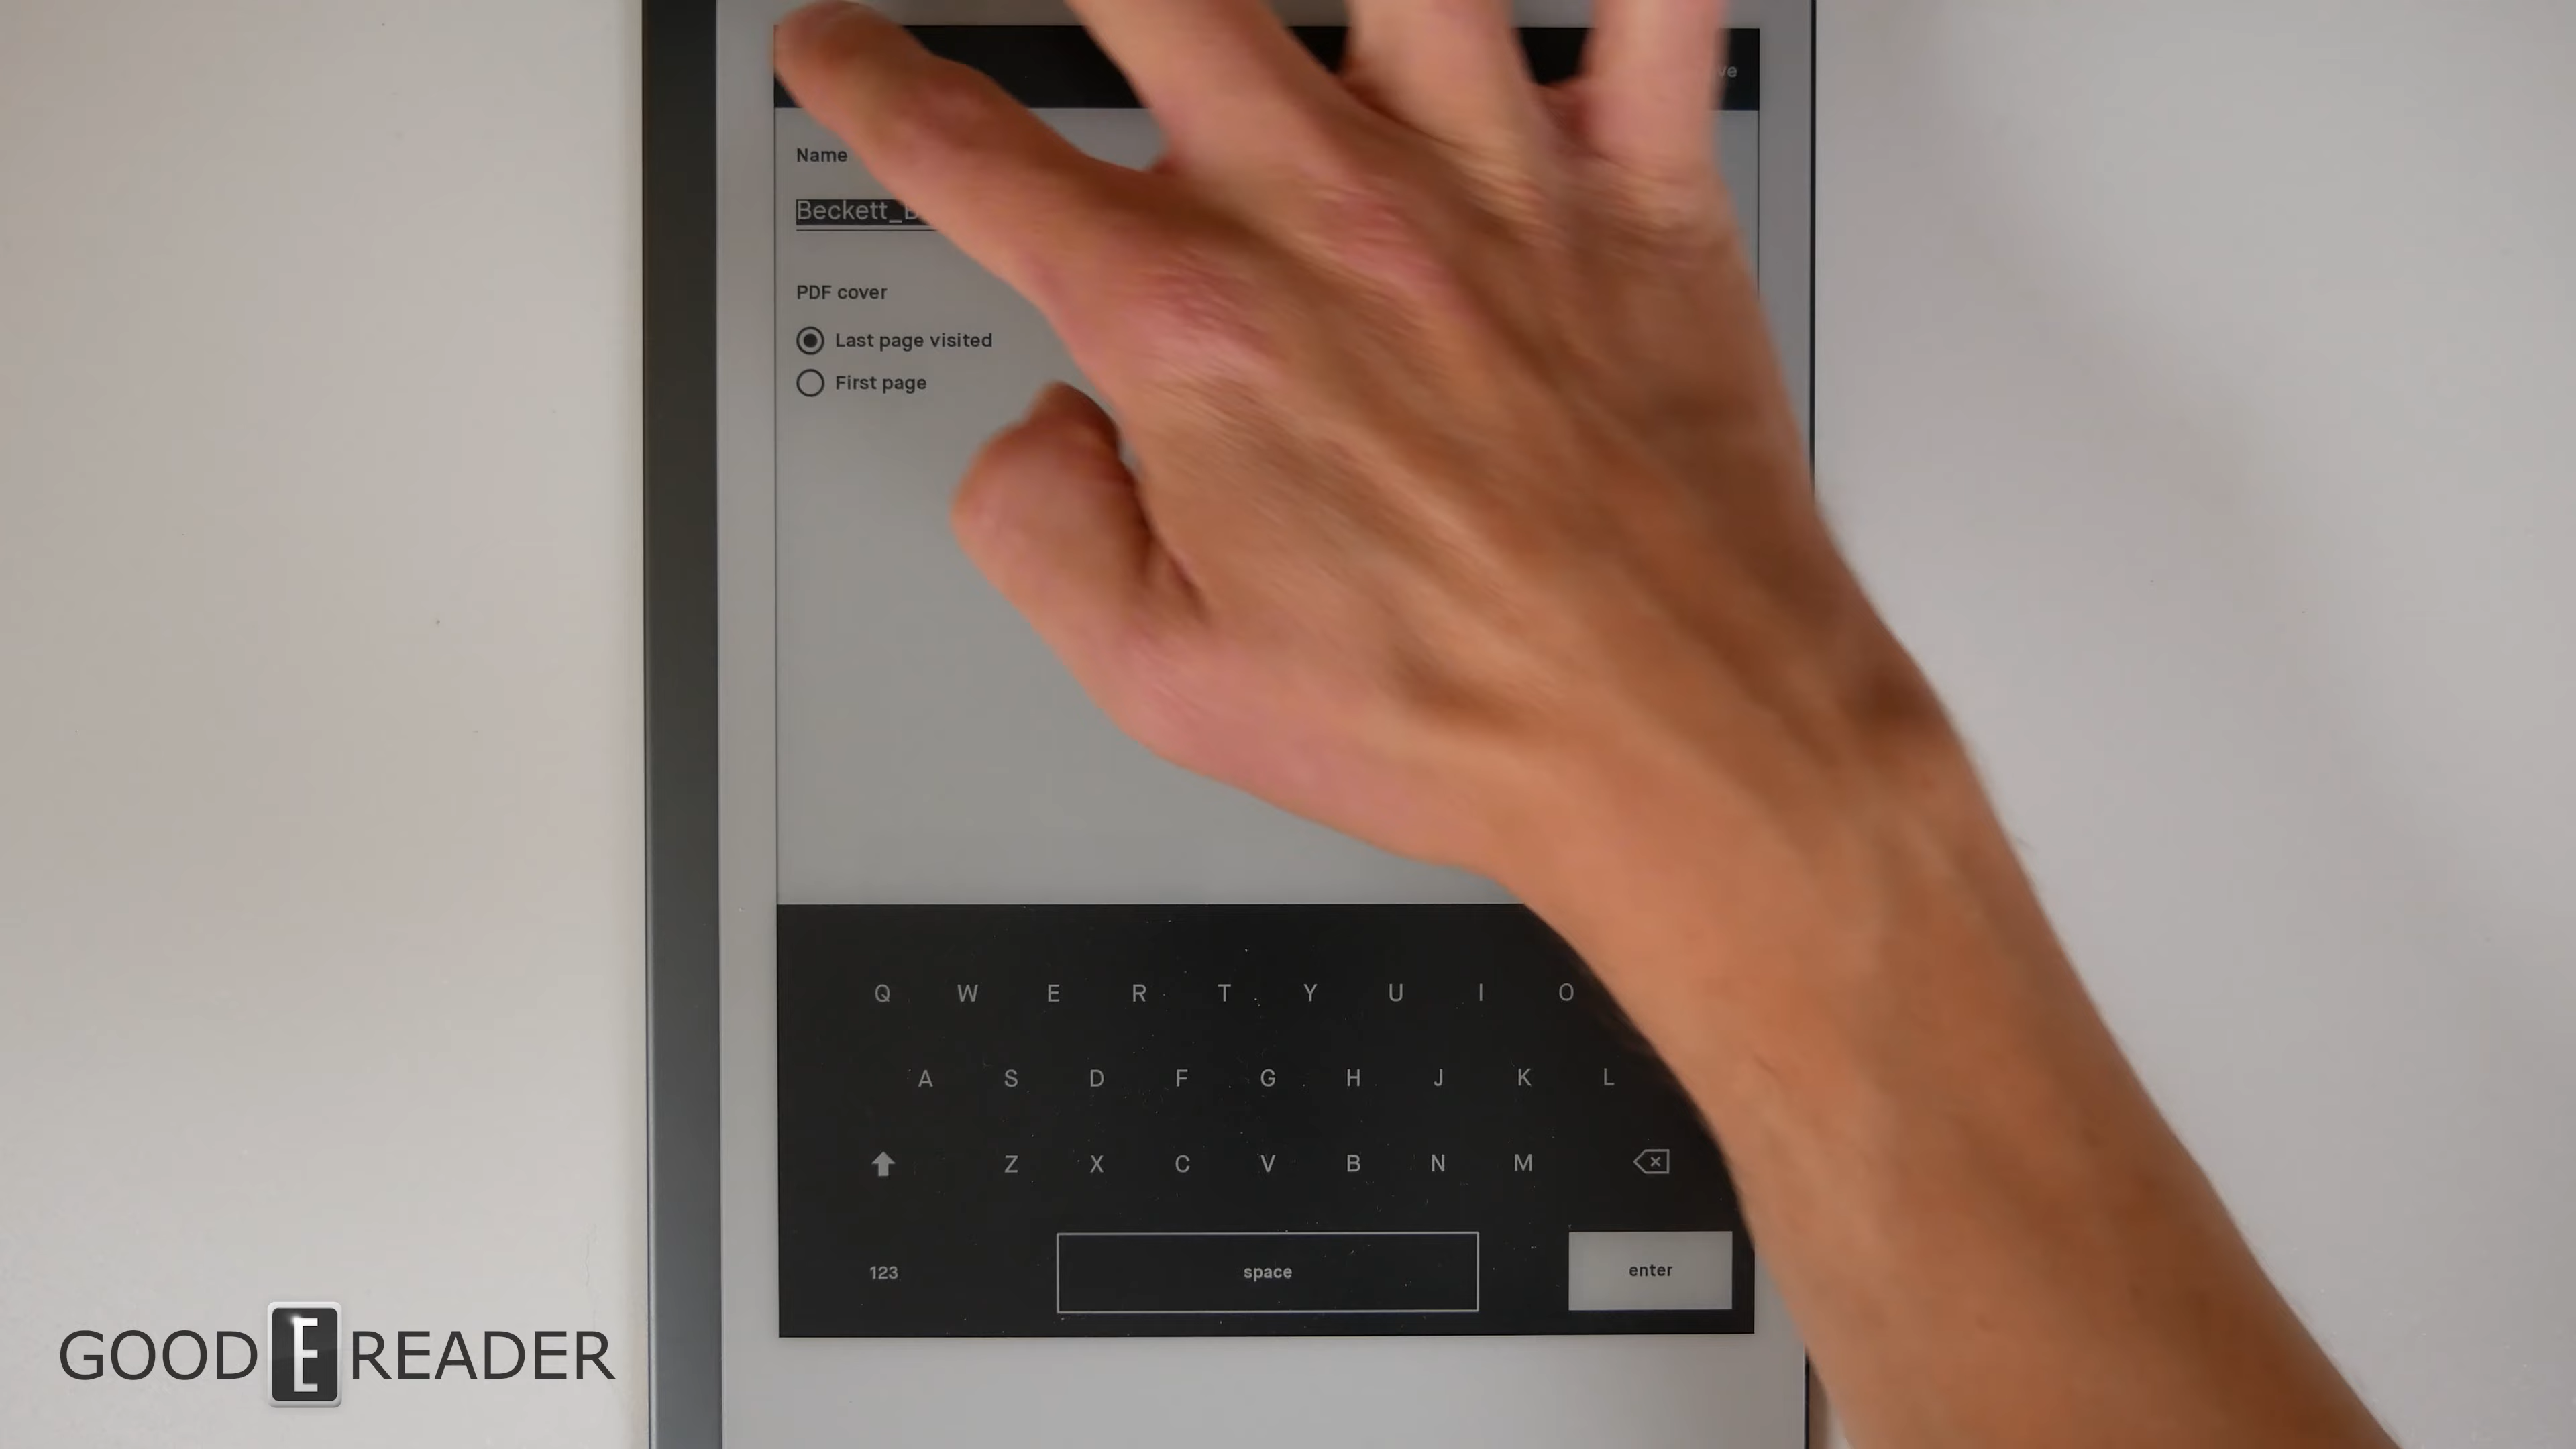 Name
Beckett_
PDF cover
Last page visited
First page
Q W E R T Y U I O
A S D F G H J K L
Z X C V B N M
123 space enter
GOOD E READER